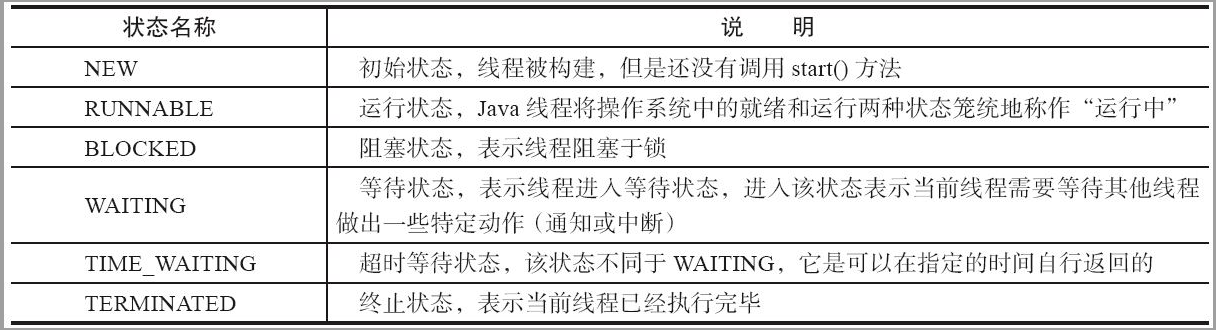 状态名称 说 明
NEW 初始状态，线程被构建，但是还没有调用 start() 方法
RUNNABLE 运行状态，Java 线程将操作系统中的就绪和运行两种状态笼统地称作“运行中”
BLOCKED 阻塞状态，表示线程阻塞于锁
WAITING 等待状态，表示线程进入等待状态，进入该状态表示当前线程需要等待其他线程
做出一些特定动作（通知或中断）
TIME_WAITING 超时等待状态，该状态不同于 WAITING，它是可以在指定的时间自行返回的
TERMINATED 终止状态，表示当前线程已经执行完毕